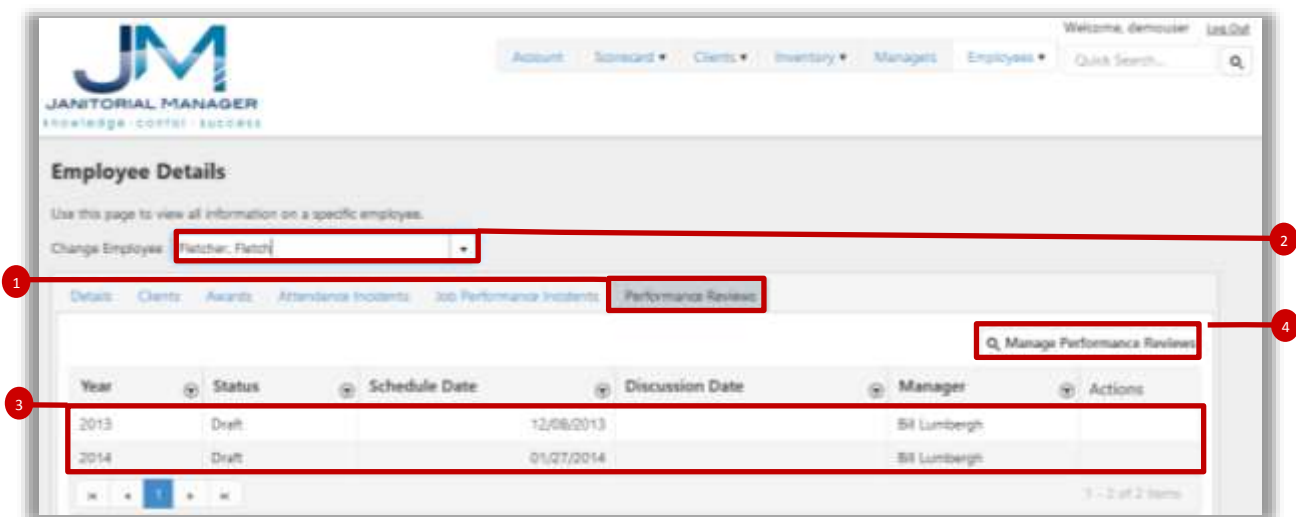 Welcome, demouser Log Out
JM
Account Scorecard Clients Inventory Managers Employees Quick Search...
JANITORIAL MANAGER
knowledge·contol·success
Employee Details
Use this page to view all information on a specific employee.
Change Employee Fletcher, Fletch
2
1
Details Clients Awards Attendance Incidents Job Performance Incidents Performance Reviews
4
Manage Performance Reviews
Year Status Schedule Date Discussion Date Manager Actions
3
2013 Draft 12/08/2013 Bill Lumbergh
2014 Draft 01/27/2014 Bill Lumbergh
1 1 - 2 of 2 items